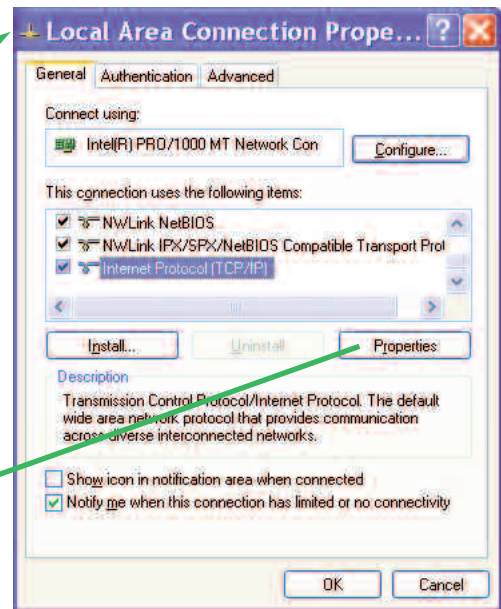 Local Area Connection Prope...
General Authentication Advanced
Connect using:
Intel(R) PRO/1000 MT Network Con
Configure...
This connection uses the following items:
NWLink NetBIOS
NWLink IPX/SPX/NetBIOS Compatible Transport Prot
Internet Protocol (TCP/IP)
Install... Uninstall Properties
Description
Transmission Control Protocol/Internet Protocol. The default
wide area network protocol that provides communication
across diverse interconnected networks.
Show icon in notification area when connected
Notify me when this connection has limited or no connectivity
OK Cancel